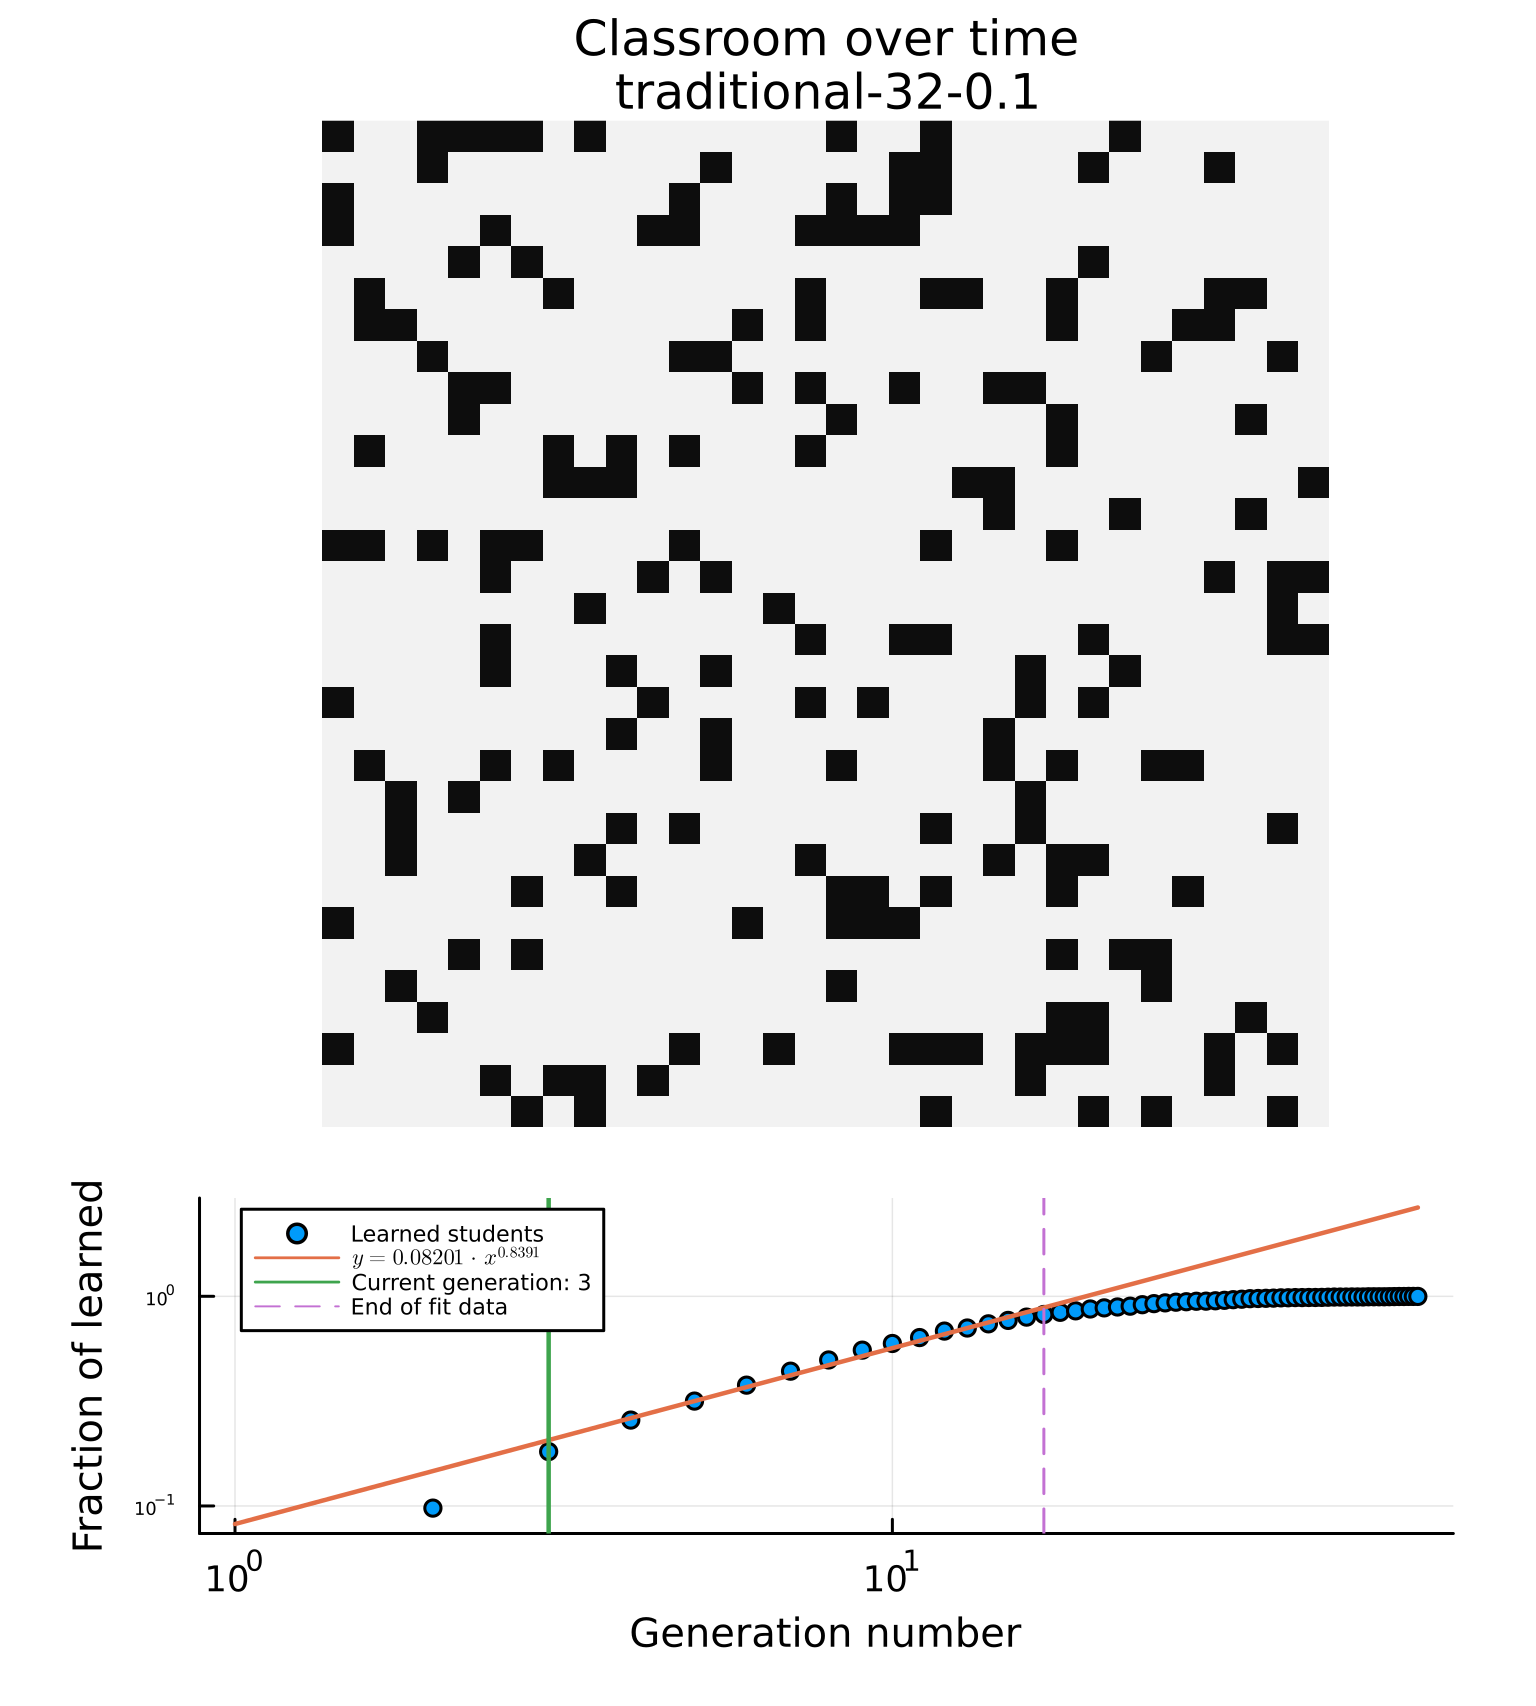 Classroom over time
traditional-32-0.1
Fraction of learned
Learned students
y = 0.08201 · x^0.8391
Current generation: 3
End of fit data
10^0
10^-1
10^0
10^1
Generation number